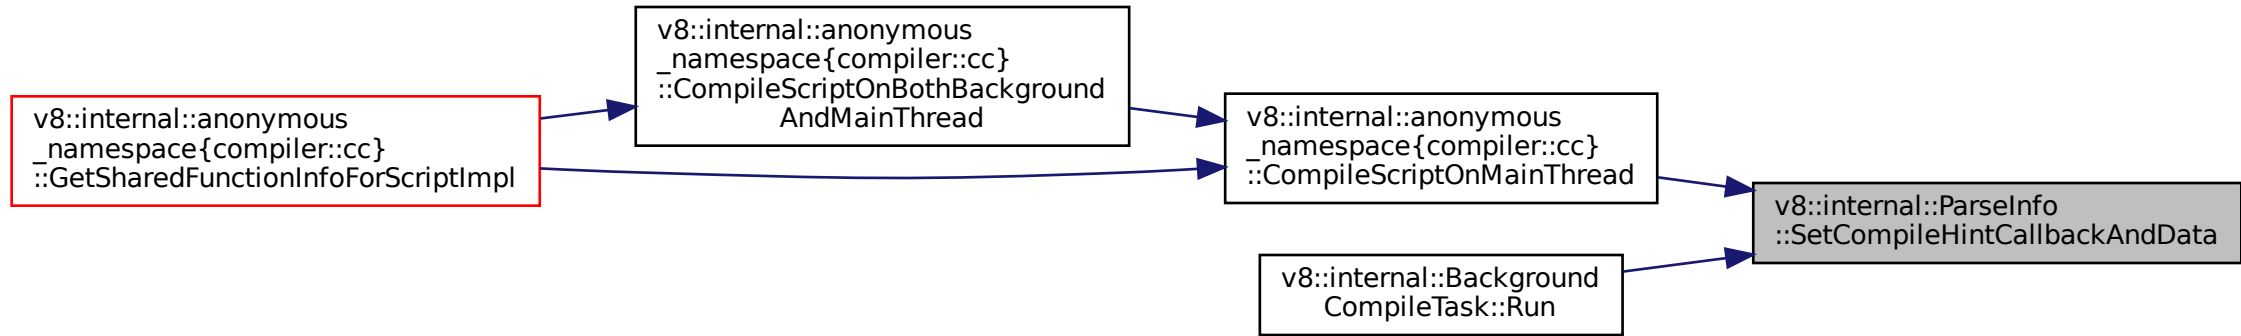 v8::internal::anonymous
_namespace{compiler::cc}
::GetSharedFunctionInfoForScriptImpl
v8::internal::anonymous
_namespace{compiler::cc}
::CompileScriptOnBothBackground
AndMainThread
v8::internal::anonymous
_namespace{compiler::cc}
::CompileScriptOnMainThread
v8::internal::Background
CompileTask::Run
v8::internal::ParseInfo
::SetCompileHintCallbackAndData